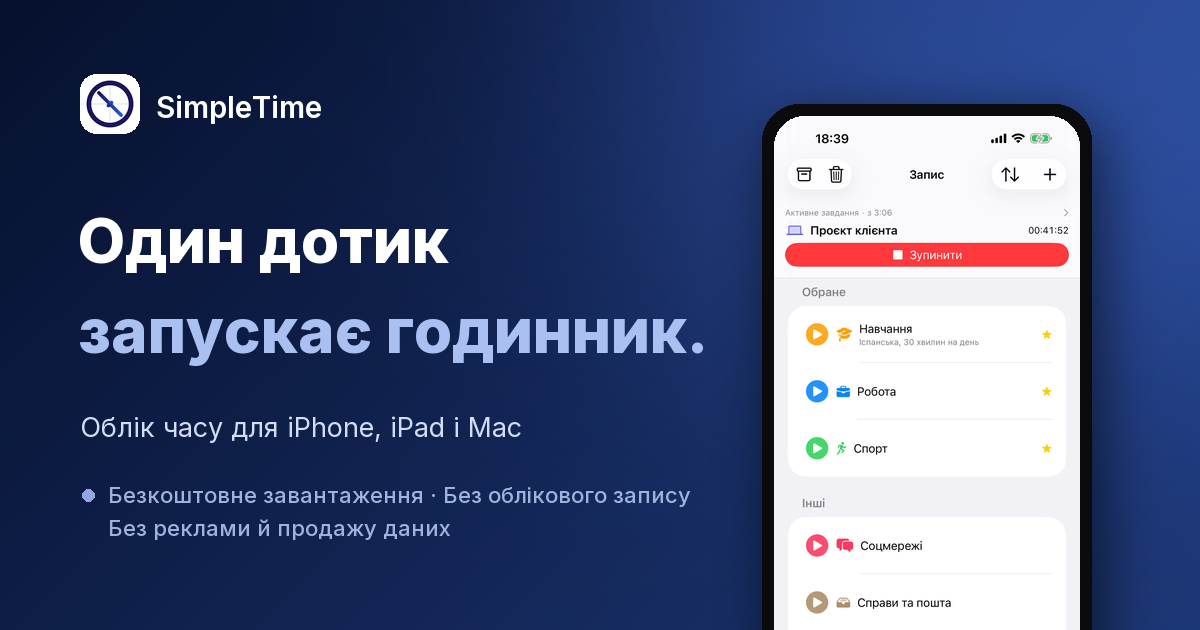 SimpleTime
Один дотик
запускає годинник.
Облік часу для iPhone, iPad і Mac
Безкоштовне завантаження · Без облікового запису
Без реклами й продажу даних
18:39
Запис
Активне завдання · з 3:06
Проєкт клієнта 00:41:52
Зупинити
Обране
Навчання
Іспанська, 30 хвилин на день
Робота
Спорт
Інші
Соцмережі
Справи та пошта